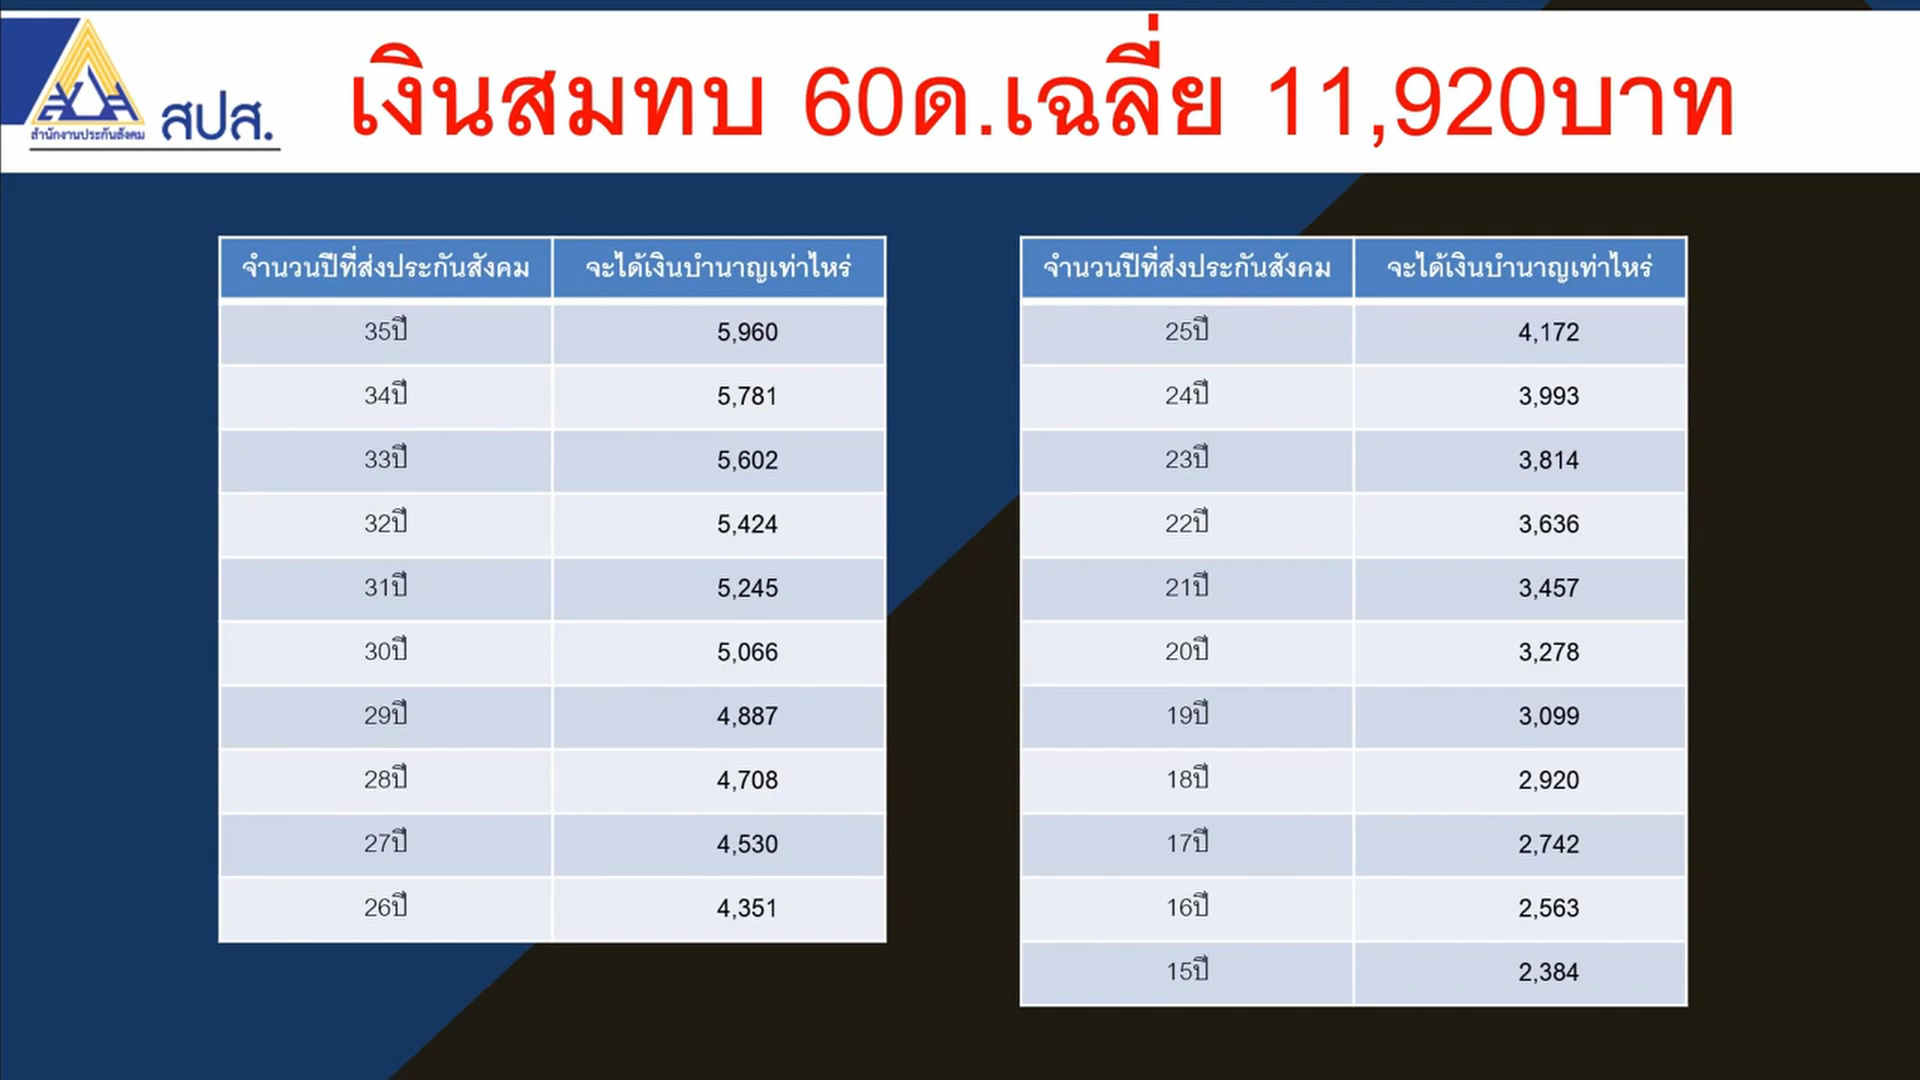 สปส
สำนักงานประกันสังคม
สปส.
เงินสมทบ 60ด.เฉลี่ย 11,920บาท
จำนวนปีที่ส่งประกันสังคม จะได้เงินบำนาญเท่าไหร่
35ปี 5,960
34ปี 5,781
33ปี 5,602
32ปี 5,424
31ปี 5,245
30ปี 5,066
29ปี 4,887
28ปี 4,708
27ปี 4,530
26ปี 4,351
จำนวนปีที่ส่งประกันสังคม จะได้เงินบำนาญเท่าไหร่
25ปี 4,172
24ปี 3,993
23ปี 3,814
22ปี 3,636
21ปี 3,457
20ปี 3,278
19ปี 3,099
18ปี 2,920
17ปี 2,742
16ปี 2,563
15ปี 2,384